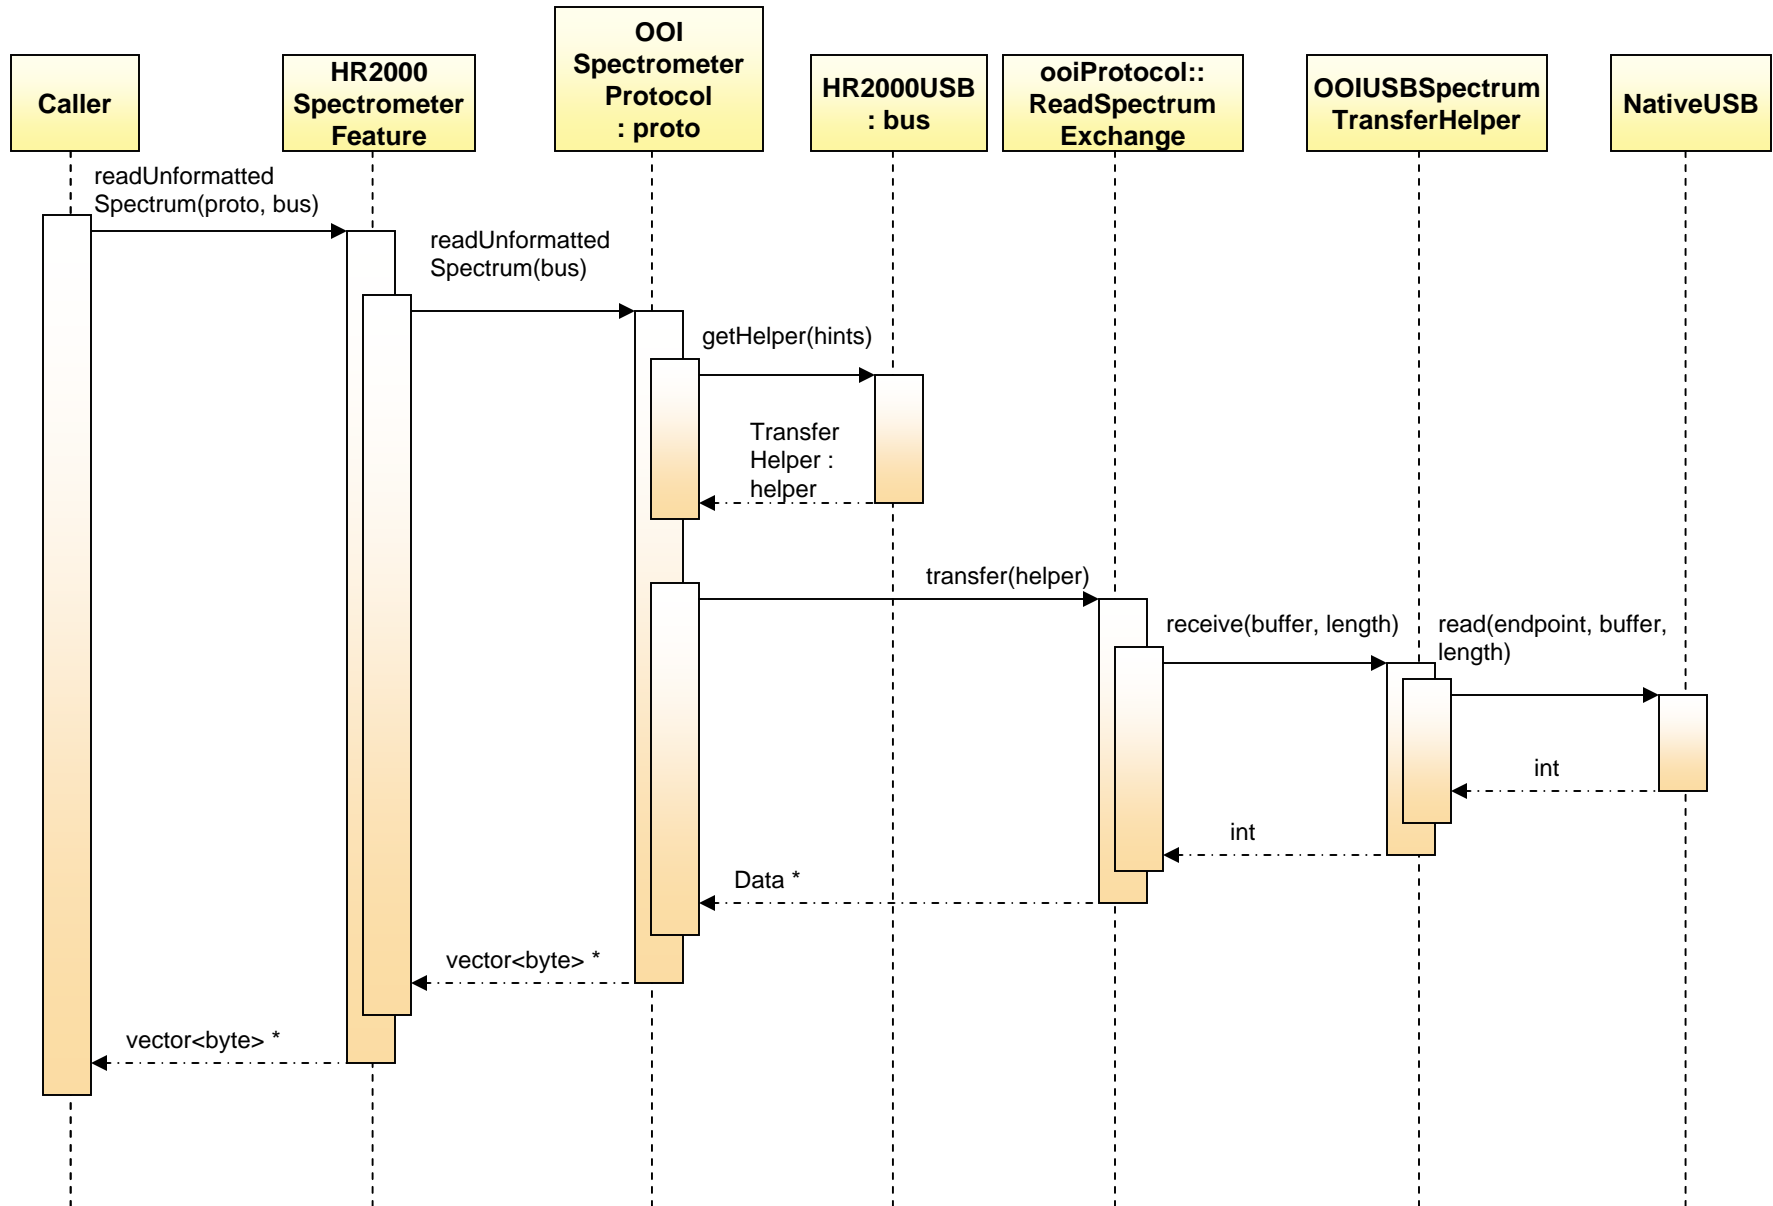 Caller
HR2000
Spectrometer
Feature
OOI
Spectrometer
Protocol
: proto
HR2000USB
: bus
ooiProtocol::
ReadSpectrum
Exchange
OOIUSBSpectrum
TransferHelper
NativeUSB
readUnformatted
Spectrum(proto, bus)
readUnformatted
Spectrum(bus)
getHelper(hints)
Transfer
Helper :
helper
transfer(helper)
receive(buffer, length)
read(endpoint, buffer,
length)
int
int
Data *
vector<byte> *
vector<byte> *